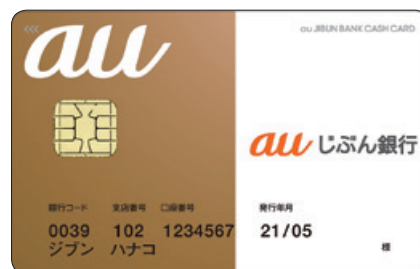 au
au JIBUN BANK CASH CARD
au じぶん銀行
銀行コード 支店番号 口座番号 発行年月
0039 102 1234567 21/05
ジブン ハナコ 様